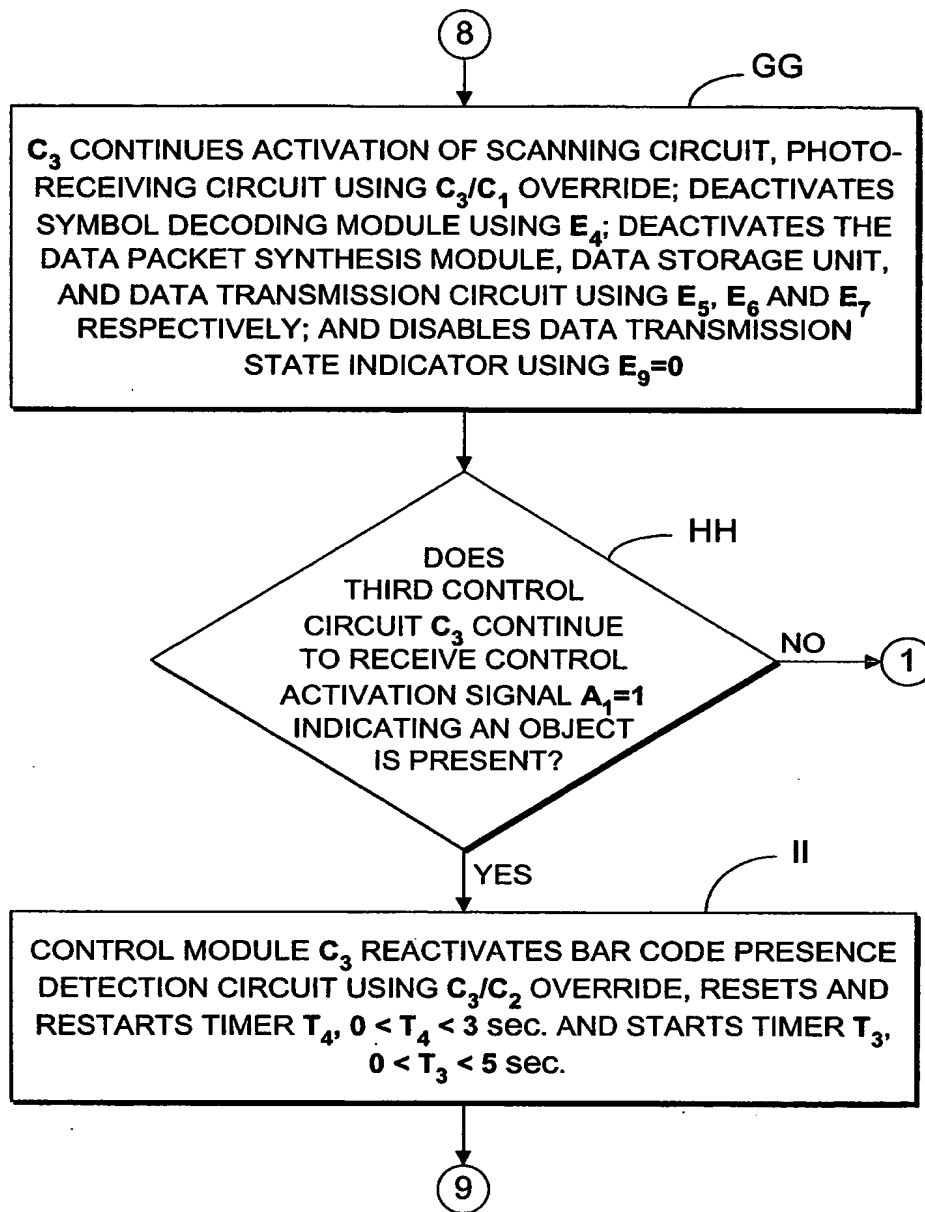 8
GG
C3 CONTINUES ACTIVATION OF SCANNING CIRCUIT, PHOTO-
RECEIVING CIRCUIT USING C3/C1 OVERRIDE; DEACTIVATES
SYMBOL DECODING MODULE USING E4; DEACTIVATES THE
DATA PACKET SYNTHESIS MODULE, DATA STORAGE UNIT,
AND DATA TRANSMISSION CIRCUIT USING E5, E6 AND E7
RESPECTIVELY; AND DISABLES DATA TRANSMISSION
STATE INDICATOR USING E9=0
HH
DOES
THIRD CONTROL
CIRCUIT C3 CONTINUE
TO RECEIVE CONTROL
ACTIVATION SIGNAL A1=1
INDICATING AN OBJECT
IS PRESENT?
NO
1
YES
II
CONTROL MODULE C3 REACTIVATES BAR CODE PRESENCE
DETECTION CIRCUIT USING C3/C2 OVERRIDE, RESETS AND
RESTARTS TIMER T4, 0 < T4 < 3 sec. AND STARTS TIMER T3,
0 < T3 < 5 sec.
9